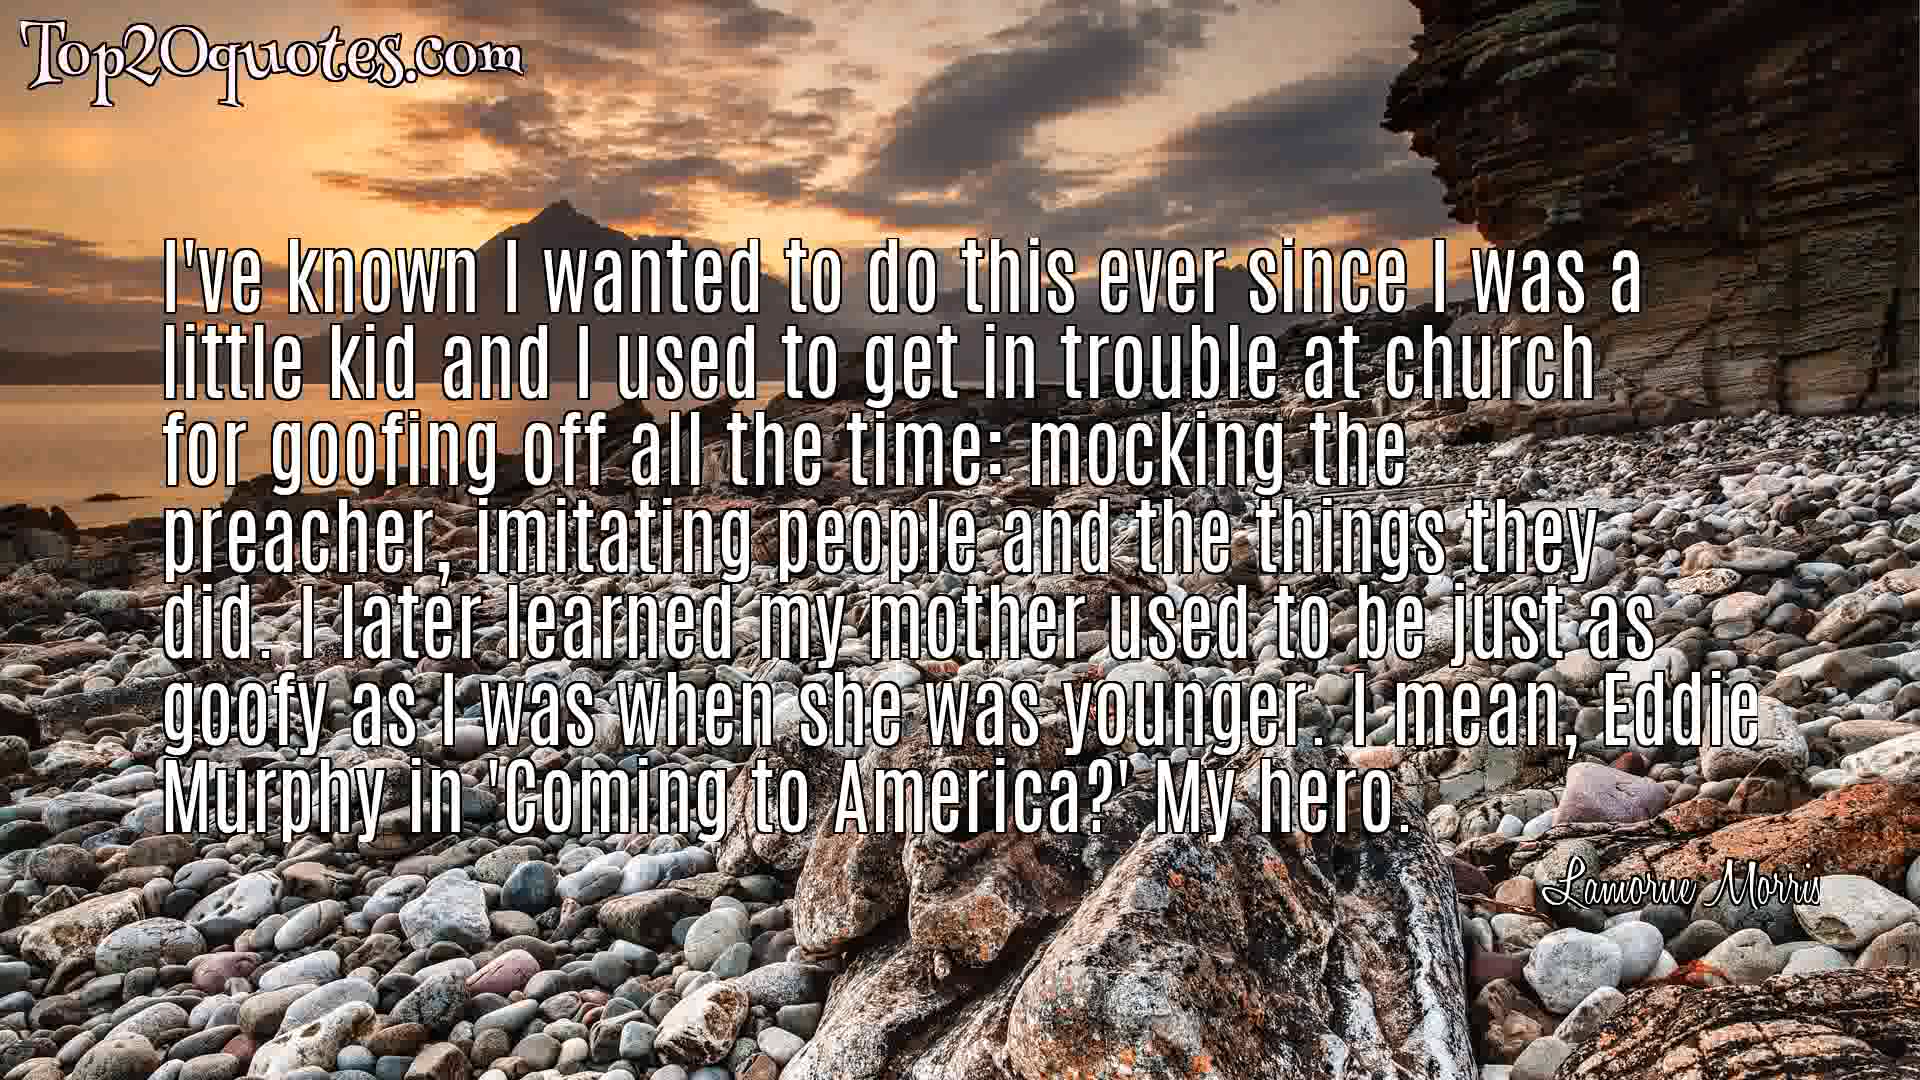 Top20quotes.com
I've known I wanted to do this ever since I was a
little kid and I used to get in trouble at church
for goofing off all the time: mocking the
preacher, imitating people and the things they
did. I later learned my mother used to be just as
goofy as I was when she was younger. I mean, Eddie
Murphy in 'Coming to America?' My hero.
Lamorne Morris